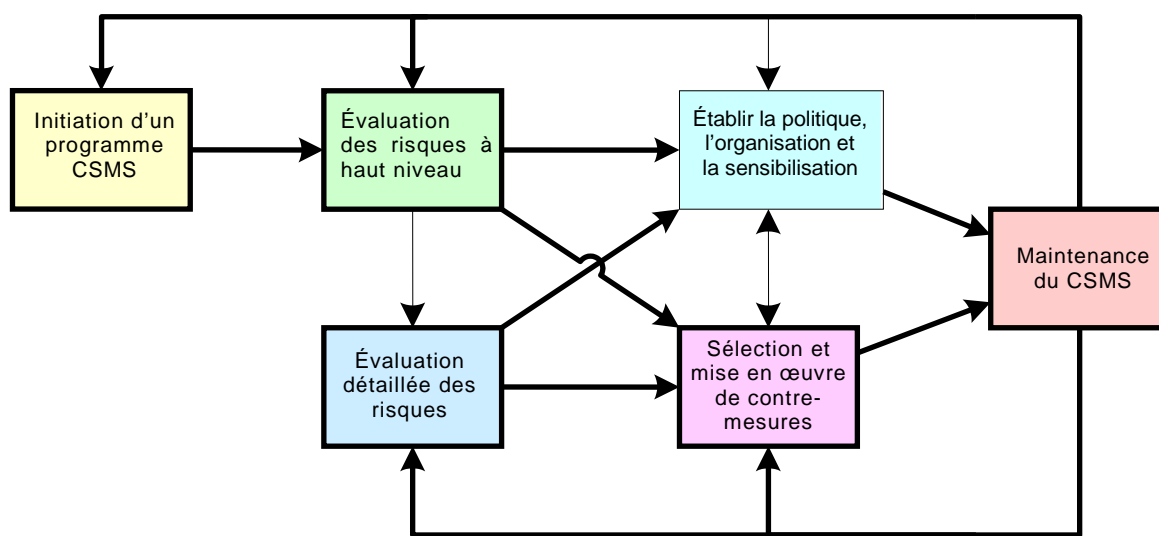 Initiation d’un
programme
CSMS
Évaluation
des risques à
haut niveau
Établir la politique,
l’organisation et
la sensibilisation
Maintenance
du CSMS
Évaluation
détaillée des
risques
Sélection et
mise en œuvre
de contre-
mesures